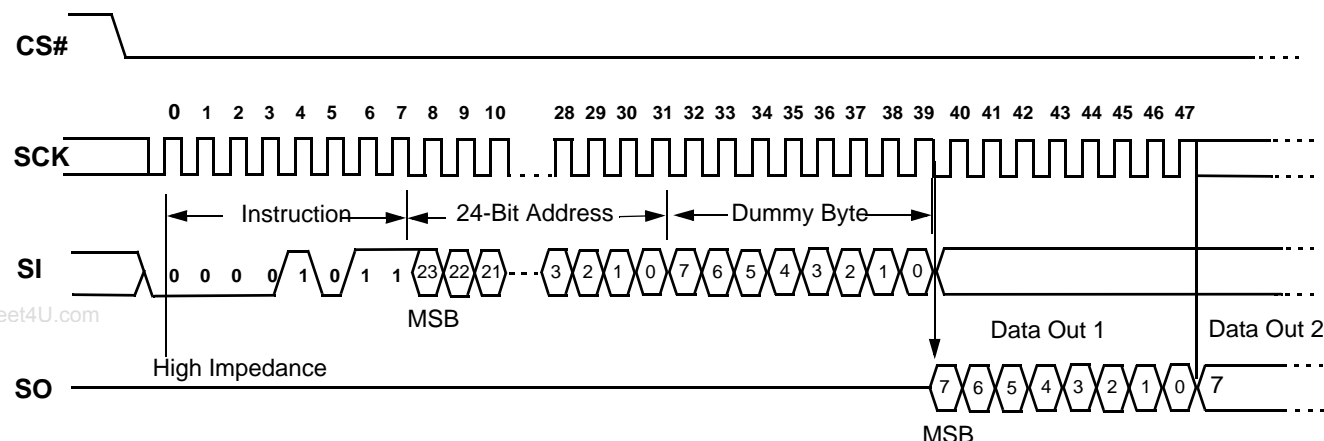 CS#
0 1 2 3 4 5 6 7 8 9 10 28 29 30 31 32 33 34 35 36 37 38 39 40 41 42 43 44 45 46 47
SCK
Instruction 24-Bit Address Dummy Byte
SI 0 0 0 0 1 0 1 1 23 22 21 3 2 1 0 7 6 5 4 3 2 1 0
eet4U.com
MSB Data Out 1 Data Out 2
High Impedance
SO 7 6 5 4 3 2 1 0 7
MSB